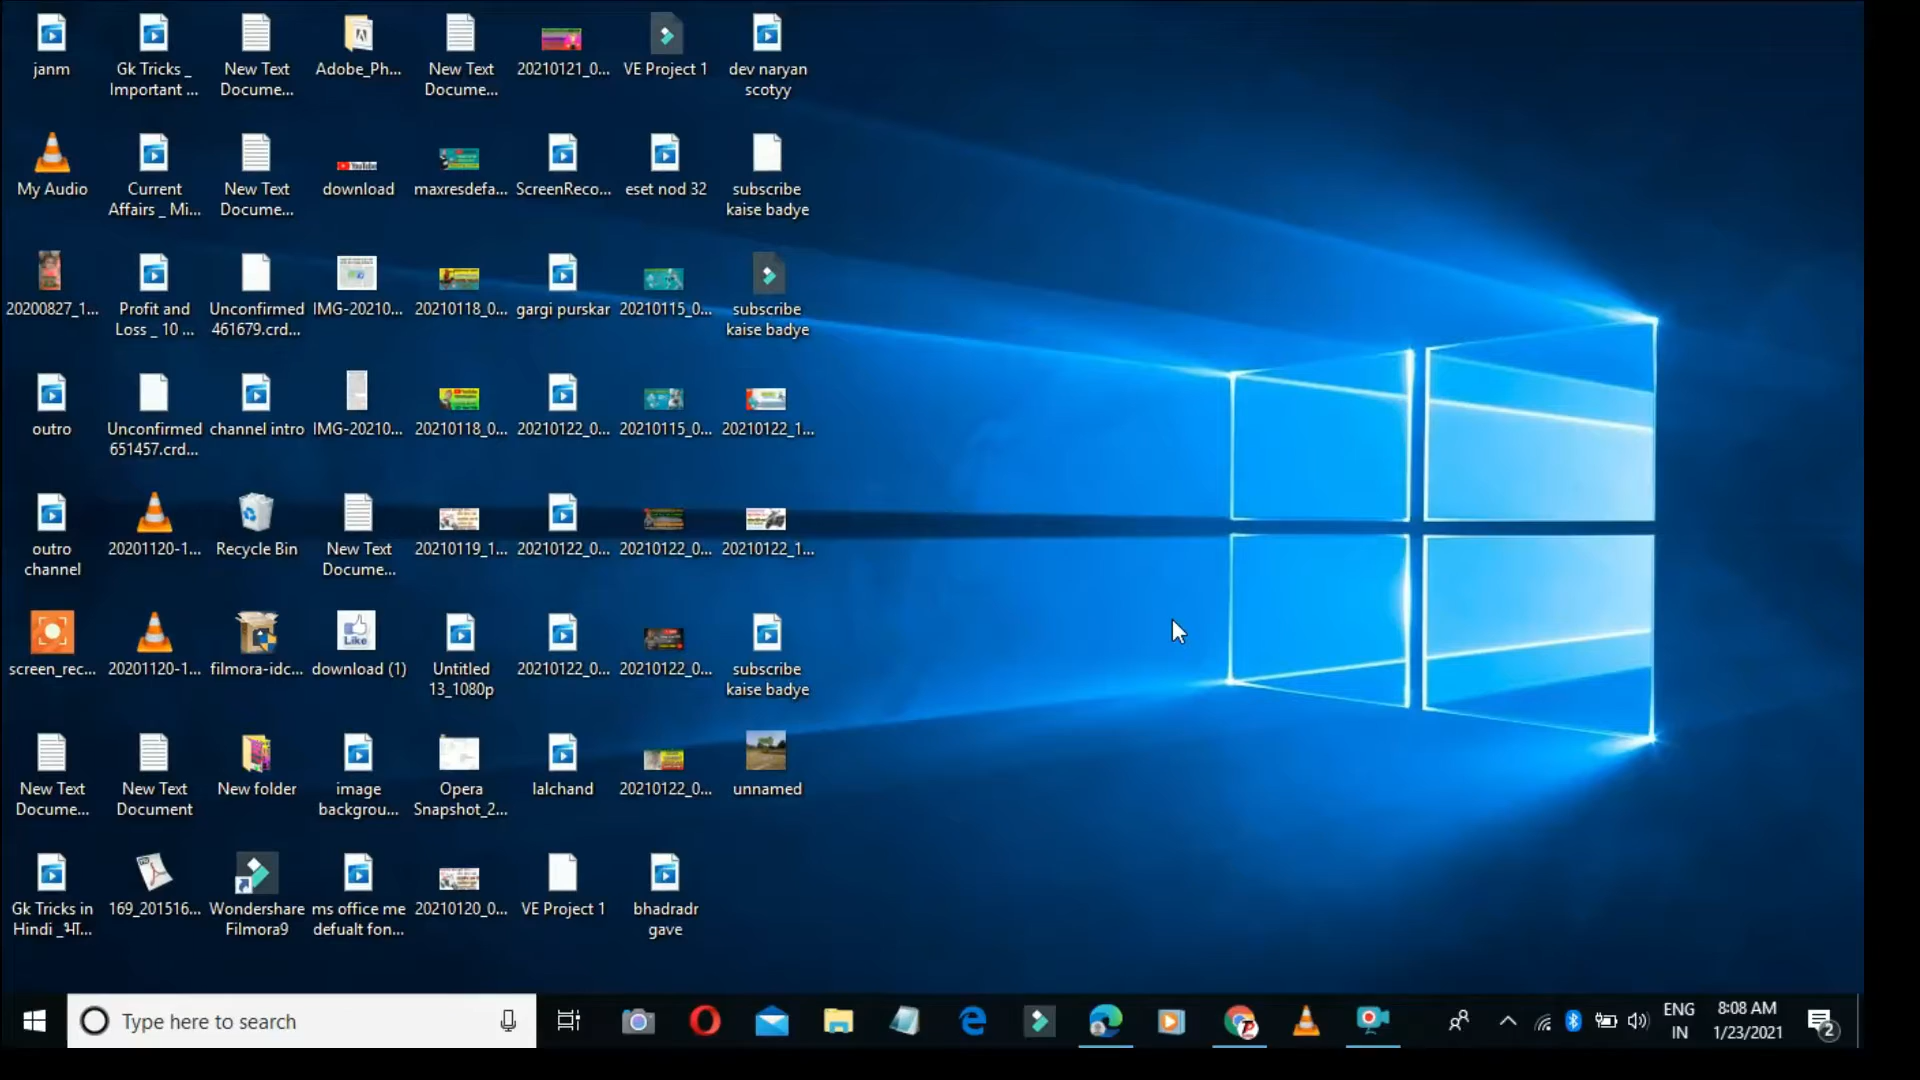 janm
Gk Tricks _
Important ...
New Text
Docume...
Adobe_Ph...
New Text
Docume...
20210121_0...
VE Project 1
dev naryan
scotyy
My Audio
Current
Affairs _ Mi...
New Text
Docume...
download
maxresdefa...
ScreenReco...
eset nod 32
subscribe
kaise badye
20200827_1...
Profit and
Loss _ 10 ...
Unconfirmed
461679.crd...
IMG-20210...
20210118_0...
gargi purskar
20210115_0...
subscribe
kaise badye
outro
Unconfirmed
651457.crd...
channel intro
IMG-20210...
20210118_0...
20210122_0...
20210115_0...
20210122_1...
outro
channel
20201120-1...
Recycle Bin
New Text
Docume...
20210119_1...
20210122_0...
20210122_0...
20210122_1...
screen_rec...
20201120-1...
filmora-idc...
Like
download (1)
Untitled
13_1080p
20210122_0...
20210122_0...
subscribe
kaise badye
New Text
Docume...
New Text
Document
New folder
image
backgrou...
Opera
Snapshot_2...
lalchand
20210122_0...
unnamed
Gk Tricks in
Hindi _भा...
169_201516...
Wondershare
Filmora9
ms office me
defualt fon...
20210120_0...
VE Project 1
bhadradr
gave
Type here to search
ENG
IN
8:08 AM
1/23/2021
2